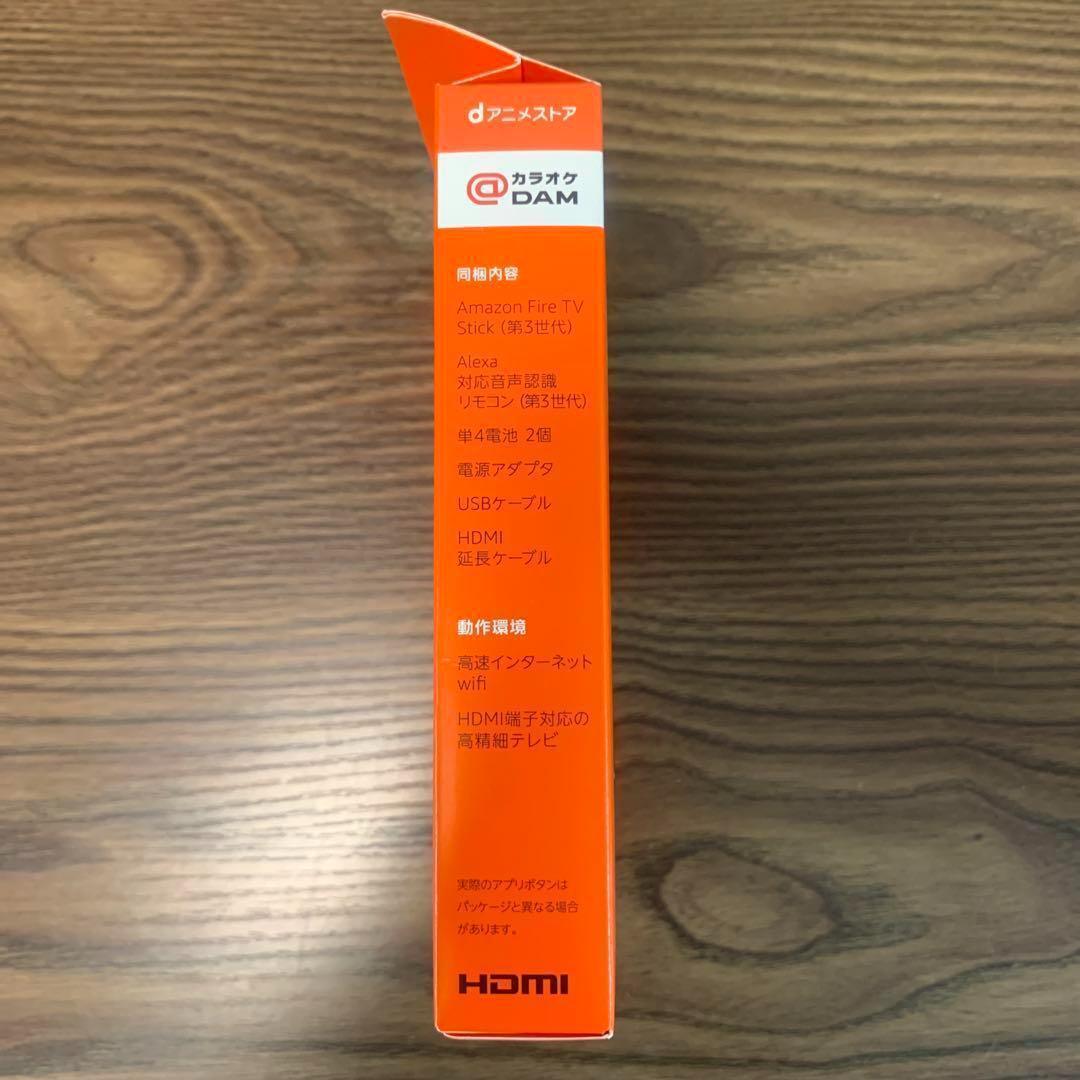 dアニメストア
@カラオケ
DAM
同梱内容
Amazon Fire TV
Stick (第3世代)
Alexa
対応音声認識
リモコン (第3世代)
単4電池 2個
電源アダプタ
USBケーブル
HDMI
延長ケーブル
動作環境
高速インターネット
wifi
HDMI端子対応の
高精細テレビ
実際のアプリボタンは
パッケージと異なる場合
があります。
HDMI